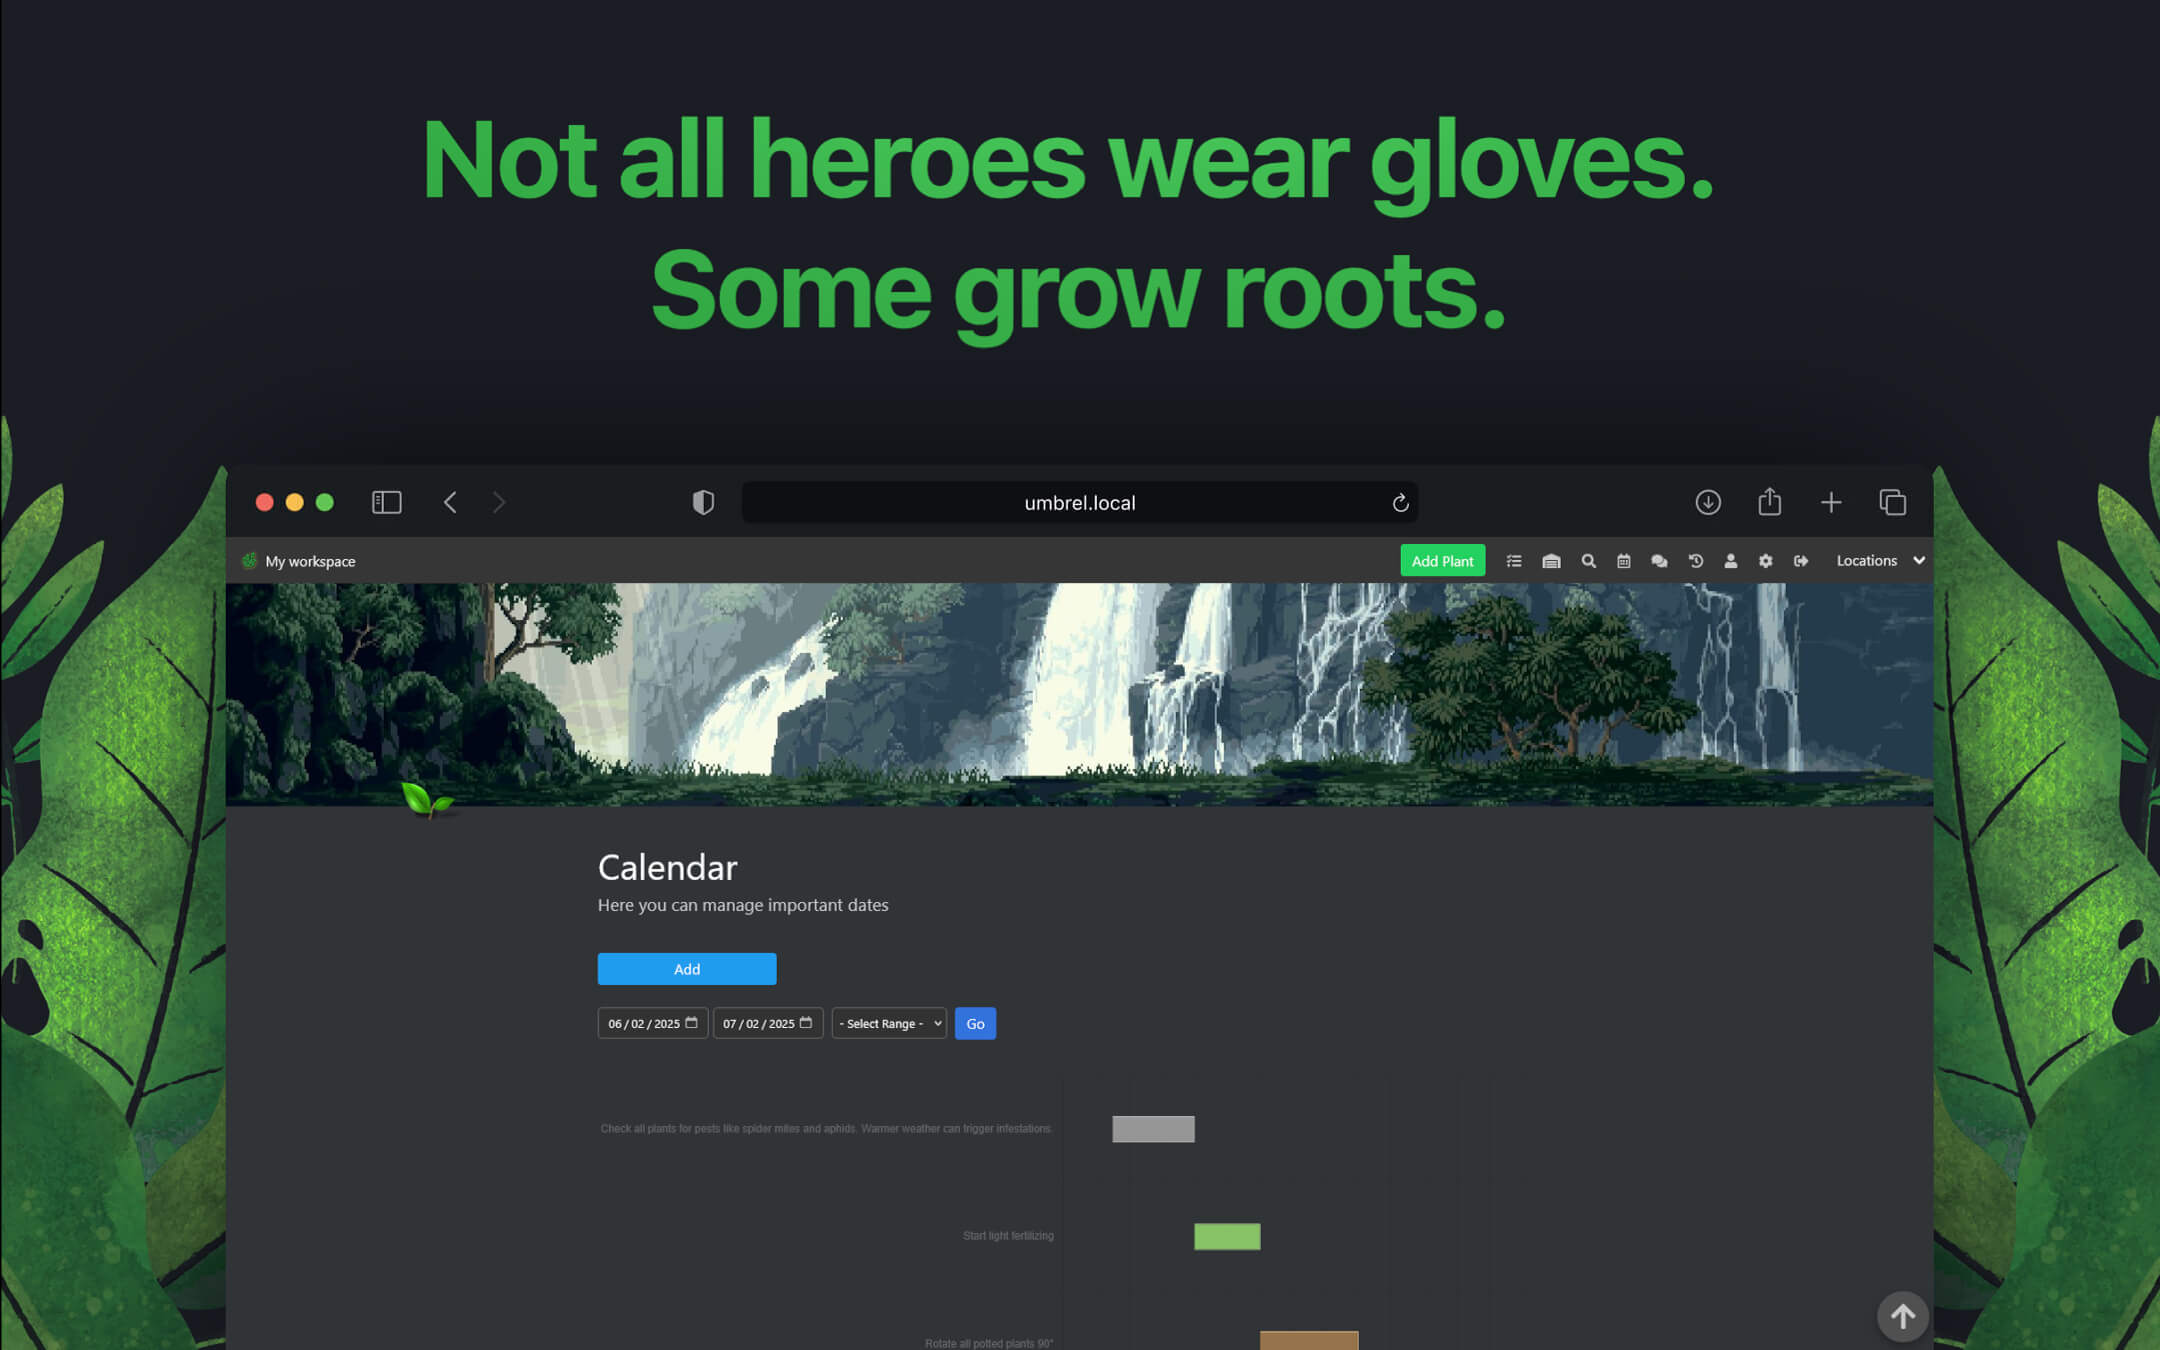 Not all heroes wear gloves.
Some grow roots.
umbrel.local
My workspace
Add Plant
Locations
Calendar
Here you can manage important dates
Add
06 / 02 / 2025
07 / 02 / 2025
- Select Range -
Go
Check all plants for pests like spider mites and aphids. Warmer weather can trigger infestations.
Start light fertilizing
Rotate all potted plants 90°